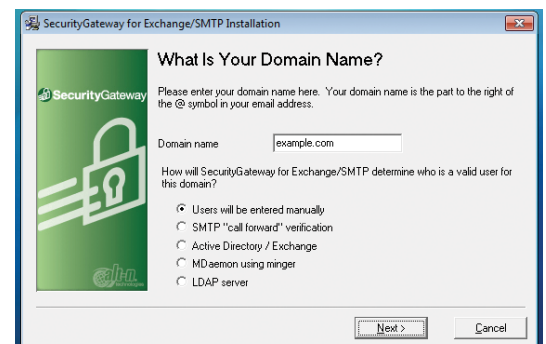 SecurityGateway for Exchange/SMTP Installation
What Is Your Domain Name?
Please enter your domain name here. Your domain name is the part to the right of
the @ symbol in your email address.
SecurityGateway
Domain name
example.com
How will SecurityGateway for Exchange/SMTP determine who is a valid user for
this domain?
Users will be entered manually
SMTP "call forward" verification
Active Directory / Exchange
MDaemon using minger
LDAP server
alt-n
technologies
Next >
Cancel